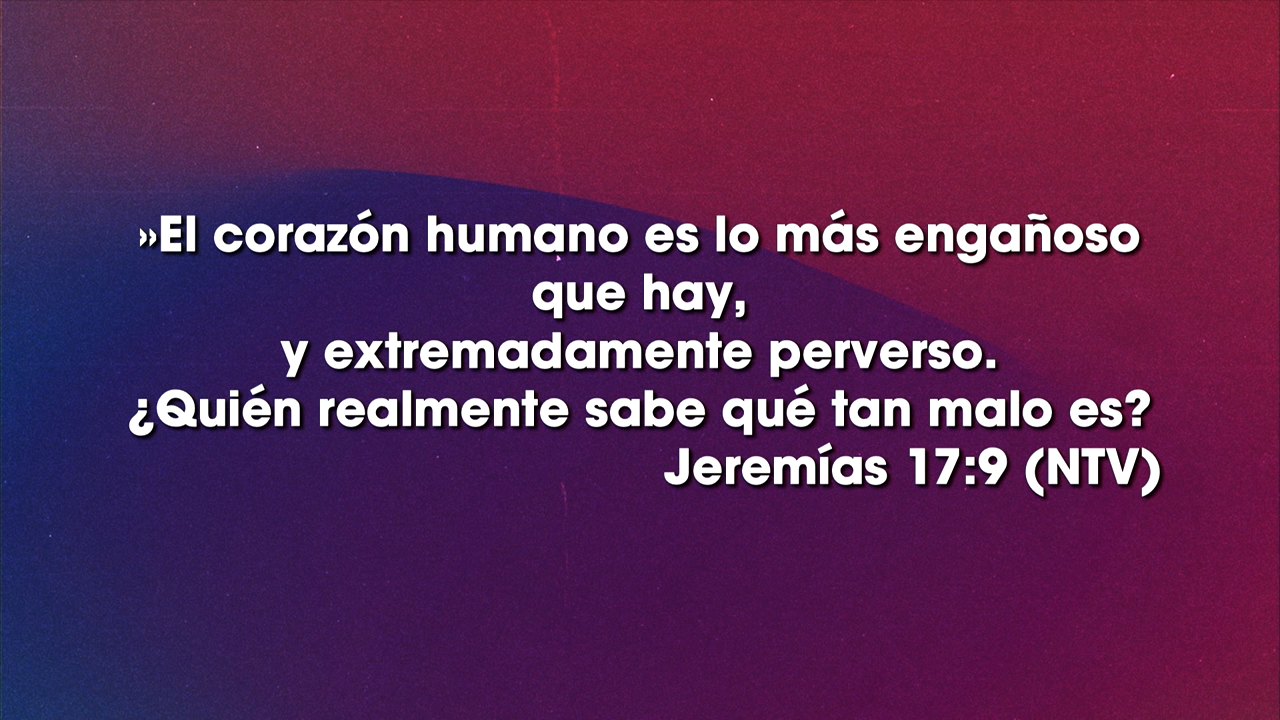 »El corazón humano es lo más engañoso
que hay,
y extremadamente perverso.
¿Quién realmente sabe qué tan malo es?
Jeremías 17:9 (NTV)